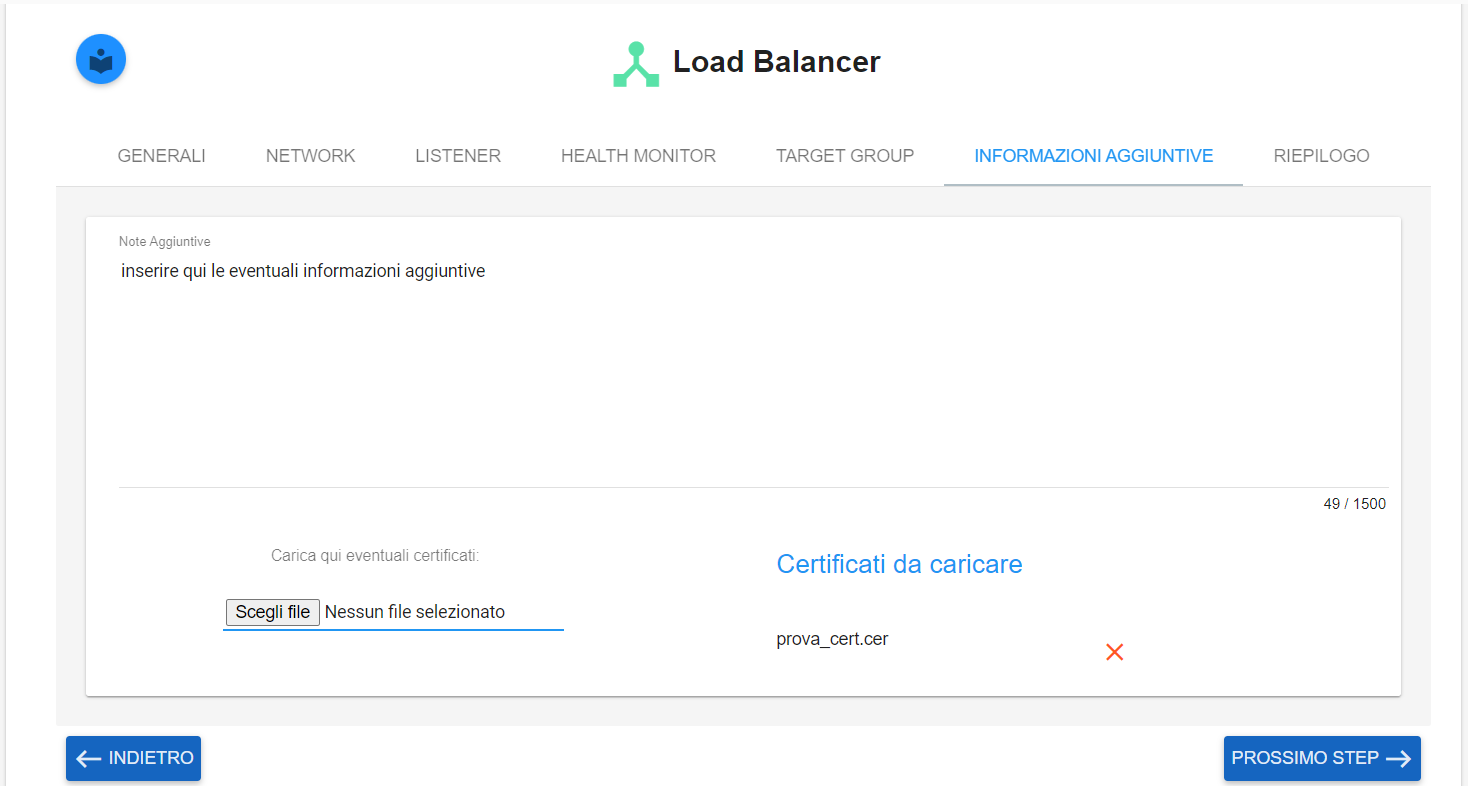 Load Balancer
GENERALI NETWORK LISTENER HEALTH MONITOR TARGET GROUP INFORMAZIONI AGGIUNTIVE RIEPILOGO
Note Aggiuntive
inserire qui le eventuali informazioni aggiuntive
49 / 1500
Carica qui eventuali certificati:
Scegli file Nessun file selezionato
Certificati da caricare
prova_cert.cer
INDIETRO
PROSSIMO STEP